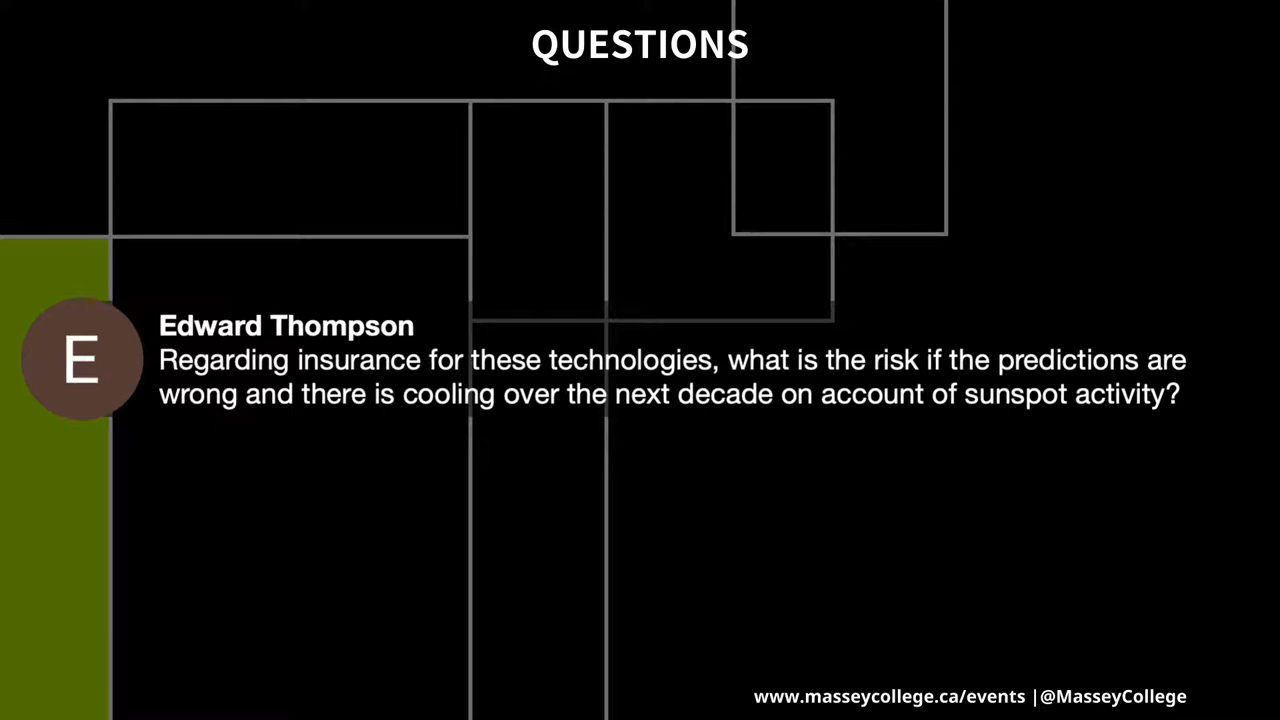 QUESTIONS
E
Edward Thompson
Regarding insurance for these technologies, what is the risk if the predictions are
wrong and there is cooling over the next decade on account of sunspot activity?
www.masseycollege.ca/events |@MasseyCollege